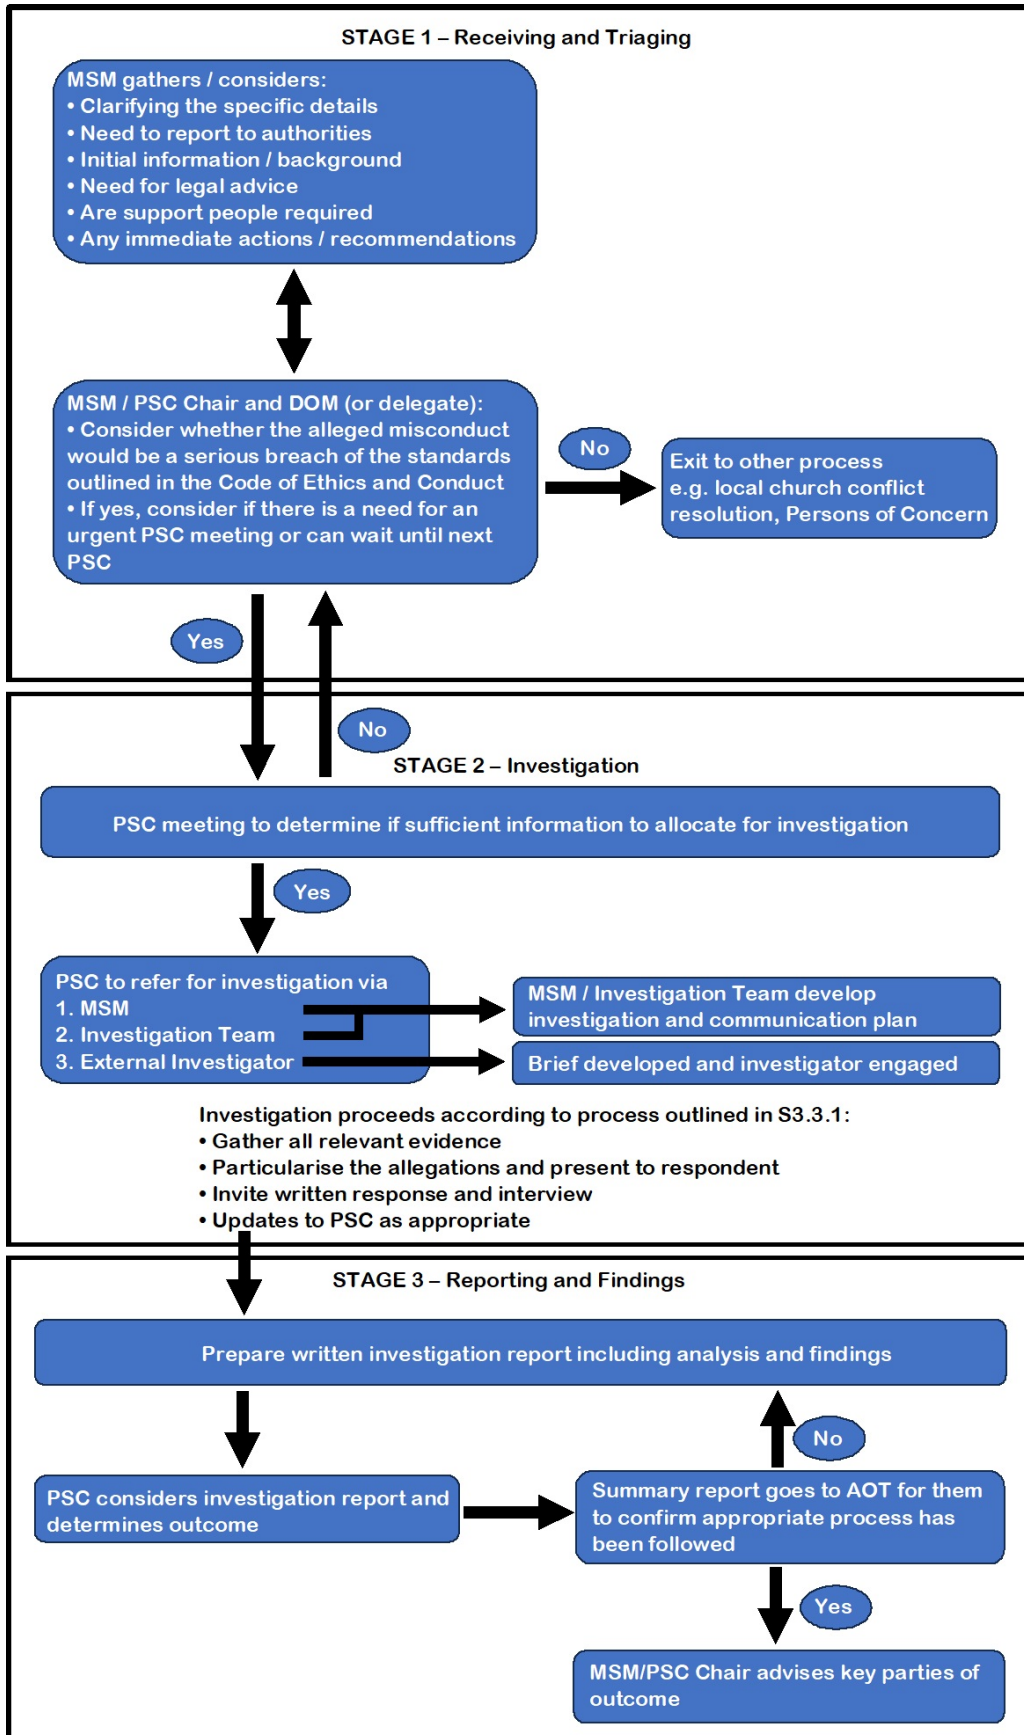 STAGE 1 – Receiving and Triaging
MSM gathers / considers:
• Clarifying the specific details
• Need to report to authorities
• Initial information / background
• Need for legal advice
• Are support people required
• Any immediate actions / recommendations
MSM / PSC Chair and DOM (or delegate):
• Consider whether the alleged misconduct
would be a serious breach of the standards
outlined in the Code of Ethics and Conduct
• If yes, consider if there is a need for an
urgent PSC meeting or can wait until next
PSC
No
Exit to other process
e.g. local church conflict
resolution, Persons of Concern
Yes
No
STAGE 2 – Investigation
PSC meeting to determine if sufficient information to allocate for investigation
Yes
PSC to refer for investigation via
1. MSM
2. Investigation Team
3. External Investigator
MSM / Investigation Team develop
investigation and communication plan
Brief developed and investigator engaged
Investigation proceeds according to process outlined in S3.3.1:
• Gather all relevant evidence
• Particularise the allegations and present to respondent
• Invite written response and interview
• Updates to PSC as appropriate
STAGE 3 – Reporting and Findings
Prepare written investigation report including analysis and findings
No
PSC considers investigation report and
determines outcome
Summary report goes to AOT for them
to confirm appropriate process has
been followed
Yes
MSM/PSC Chair advises key parties of
outcome